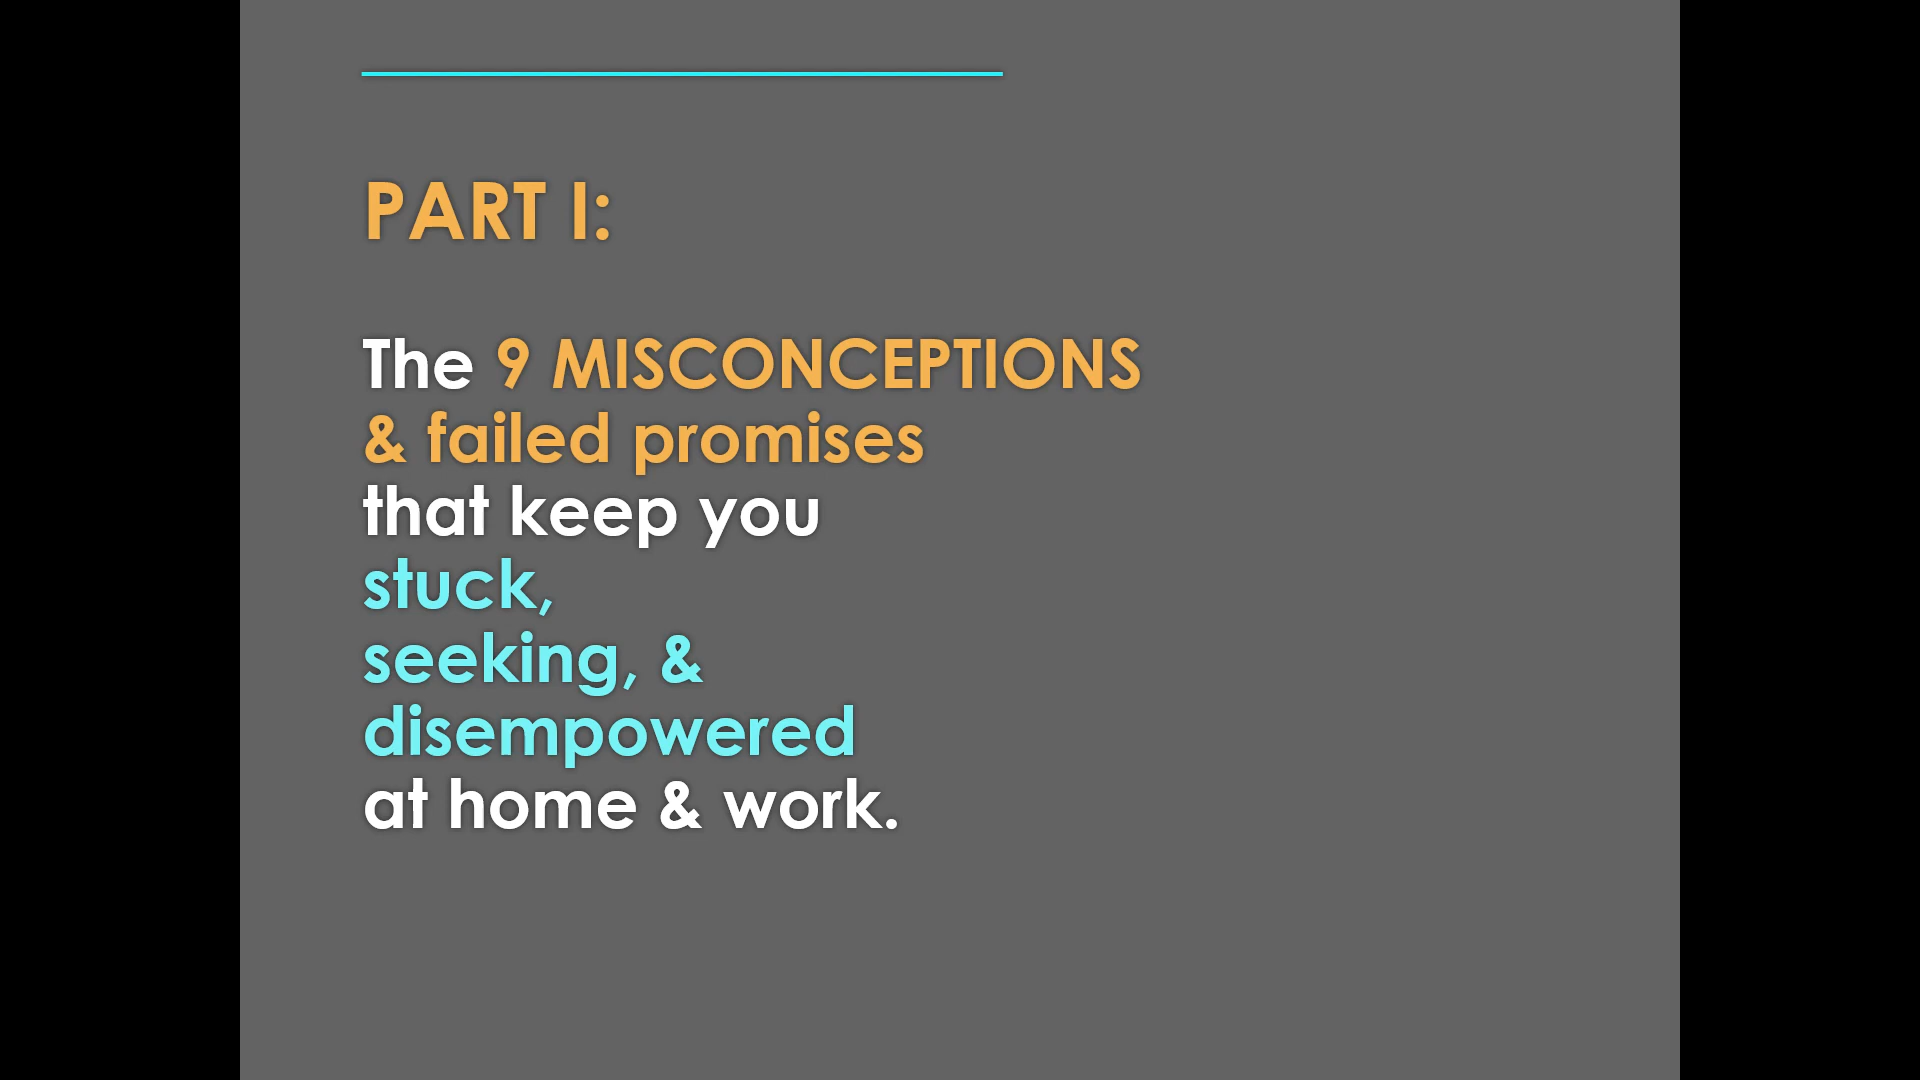 PART I:
The 9 MISCONCEPTIONS
& failed promises
that keep you
stuck,
seeking, &
disempowered
at home & work.